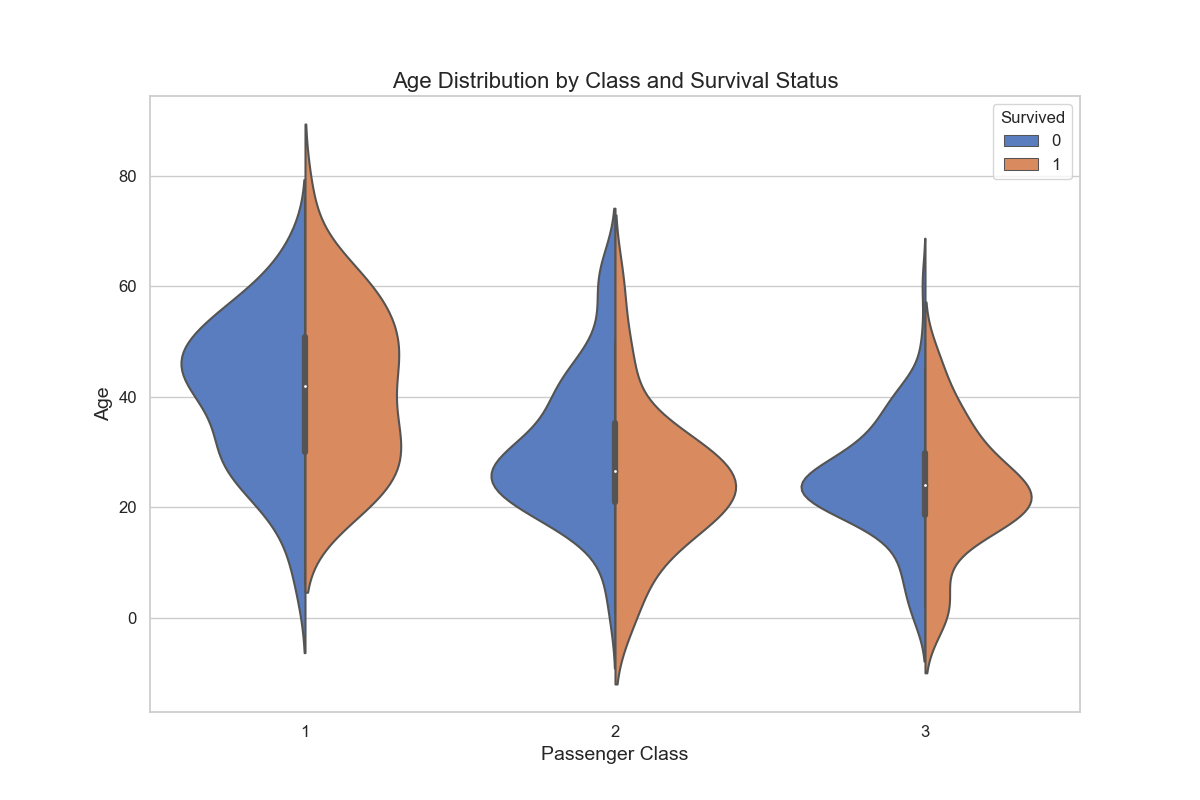 Age Distribution by Class and Survival Status
Survived
0
1
80
60
40
20
0
Age
1
2
3
Passenger Class